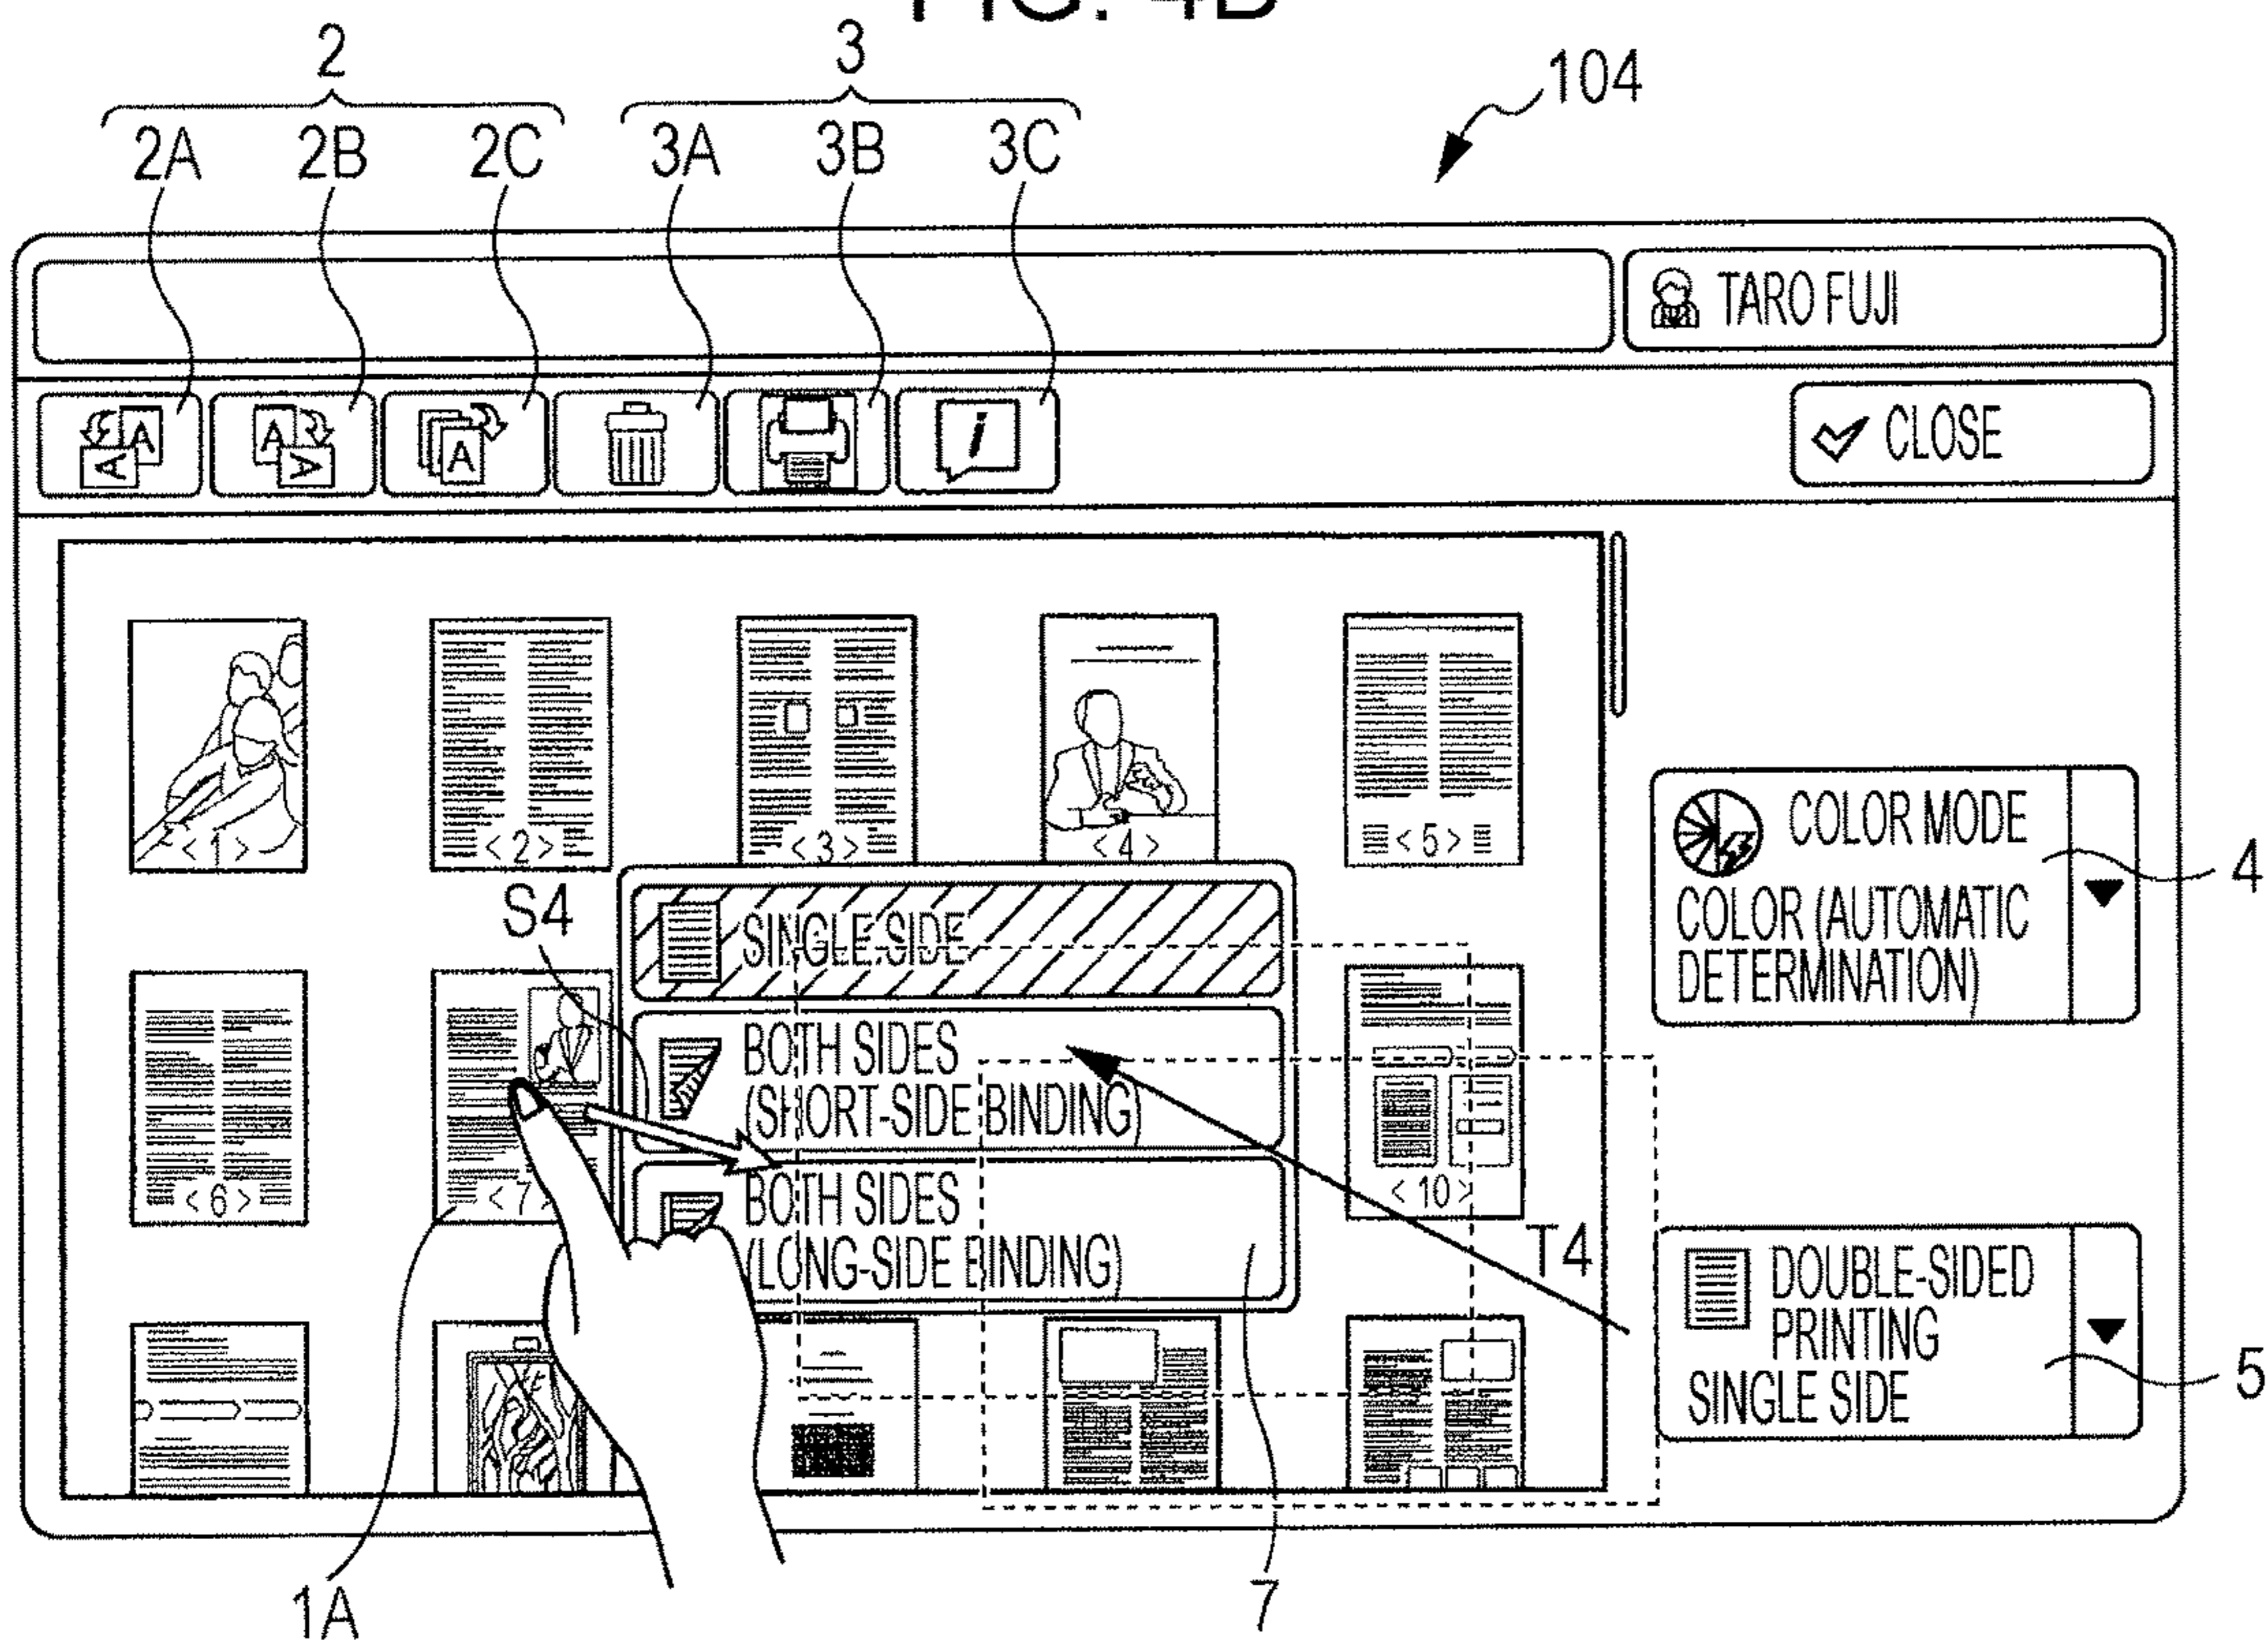 FIG. 4B
2
3
104
2A 2B 2C 3A 3B 3C
TARO FUJI
A A
A A
A
i
CLOSE
<1> <2> <3> <4> <5>
COLOR MODE
COLOR (AUTOMATIC
DETERMINATION)
4
S4
SINGLE SIDE
BOTH SIDES
(SHORT-SIDE BINDING)
BOTH SIDES
(LONG-SIDE BINDING)
<6> <7> <10>
T4
DOUBLE-SIDED
PRINTING
SINGLE SIDE
5
1A
7